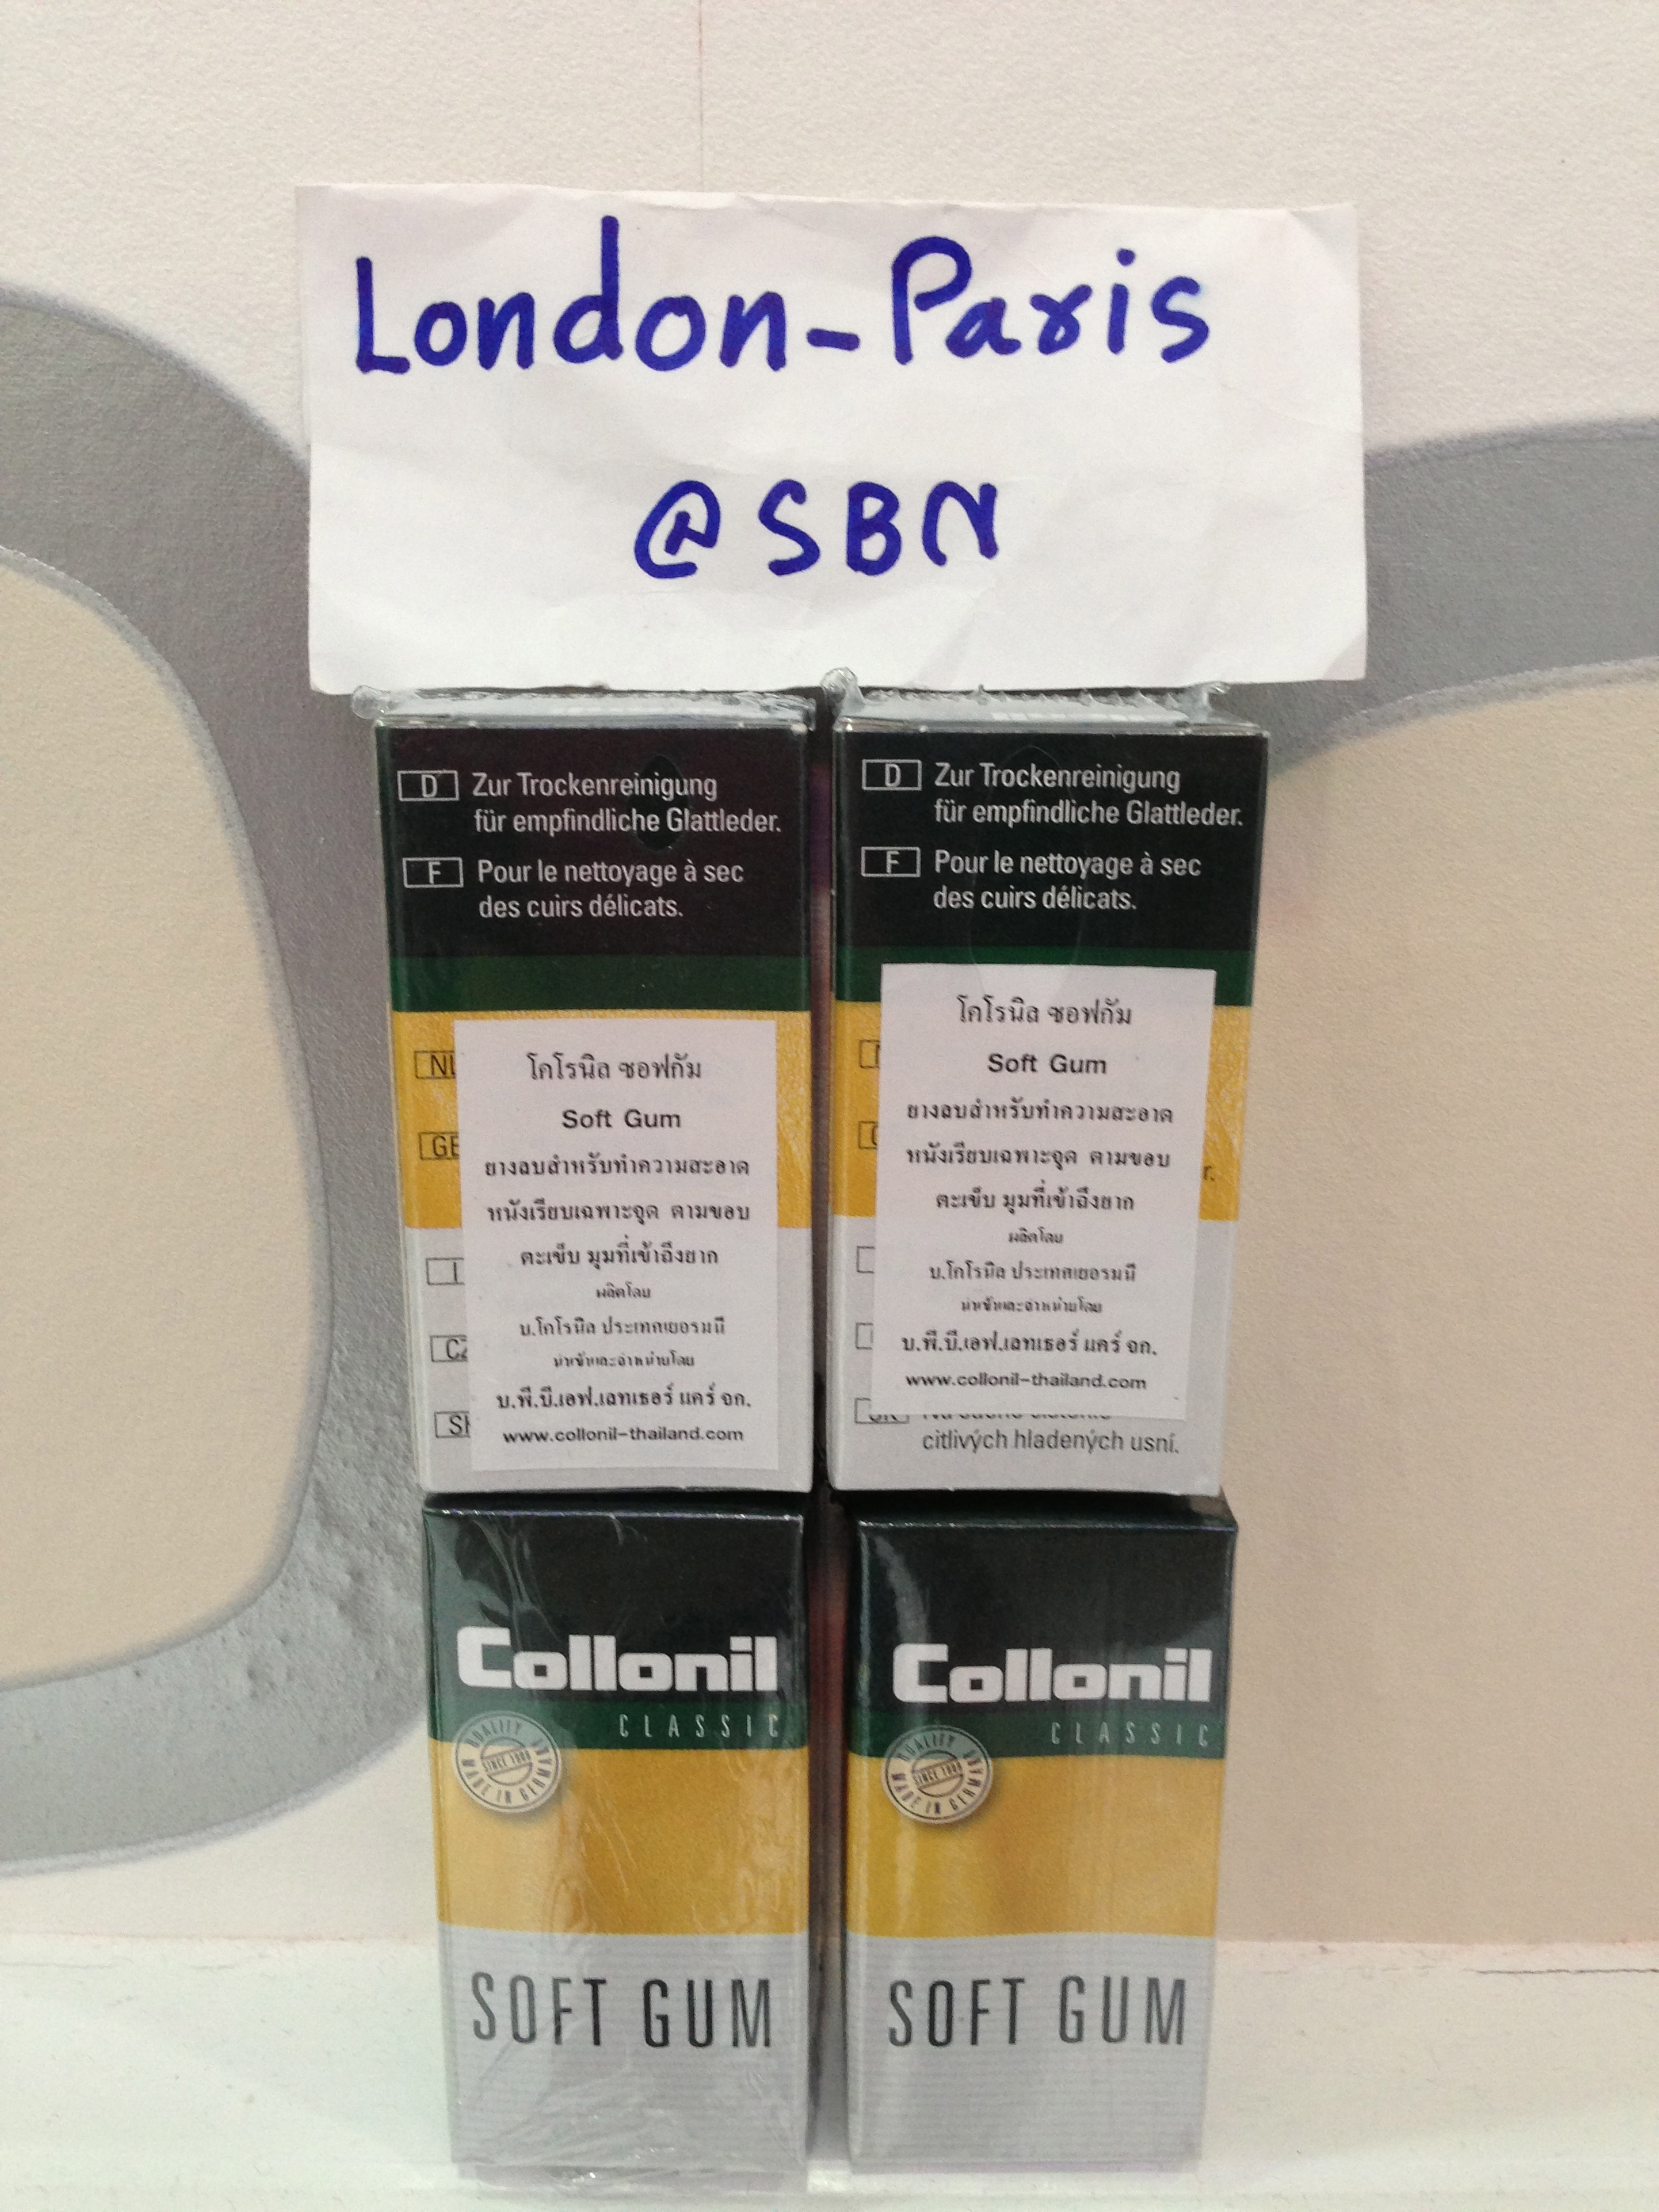 London-Paris
@SBN
D Zur Trockenreinigung
für empfindliche Glattleder.
F Pour le nettoyage à sec
des cuirs délicats.
NL
GB
I
CZ
โคโรนิล ซอฟกัม
Soft Gum
ยางลบสำหรับทำความสะอาด
หนังเรียบเฉพาะจุด ตามขอบ
ตะเข็บ มุมที่เข้าถึงยาก
ผลิตโดย
บ.โกโรนิล ประเทศเยอรมนี
นำเข้าและจำหน่ายโดย
บ.พี.บี.เอฟ.เลทเธอร์ แคร์ จก.
www.collonil-thailand.com
D Zur Trockenreinigung
für empfindliche Glattleder.
F Pour le nettoyage à sec
des cuirs délicats.
โคโรนิล ซอฟกัม
Soft Gum
ยางลบสำหรับทำความสะอาด
หนังเรียบเฉพาะจุด ตามขอบ
ตะเข็บ มุมที่เข้าถึงยาก
ผลิตโดย
บ.โกโรนิล ประเทศเยอรมนี
นำเข้าและจำหน่ายโดย
บ.พี.บี.เอฟ.เลทเธอร์ แคร์ จก.
www.collonil-thailand.com
citlivých hladených usní.
Collonil
CLASSIC
QUALITY
MADE IN GERMANY
SOFT GUM
Collonil
CLASSIC
QUALITY
MADE IN GERMANY
SOFT GUM